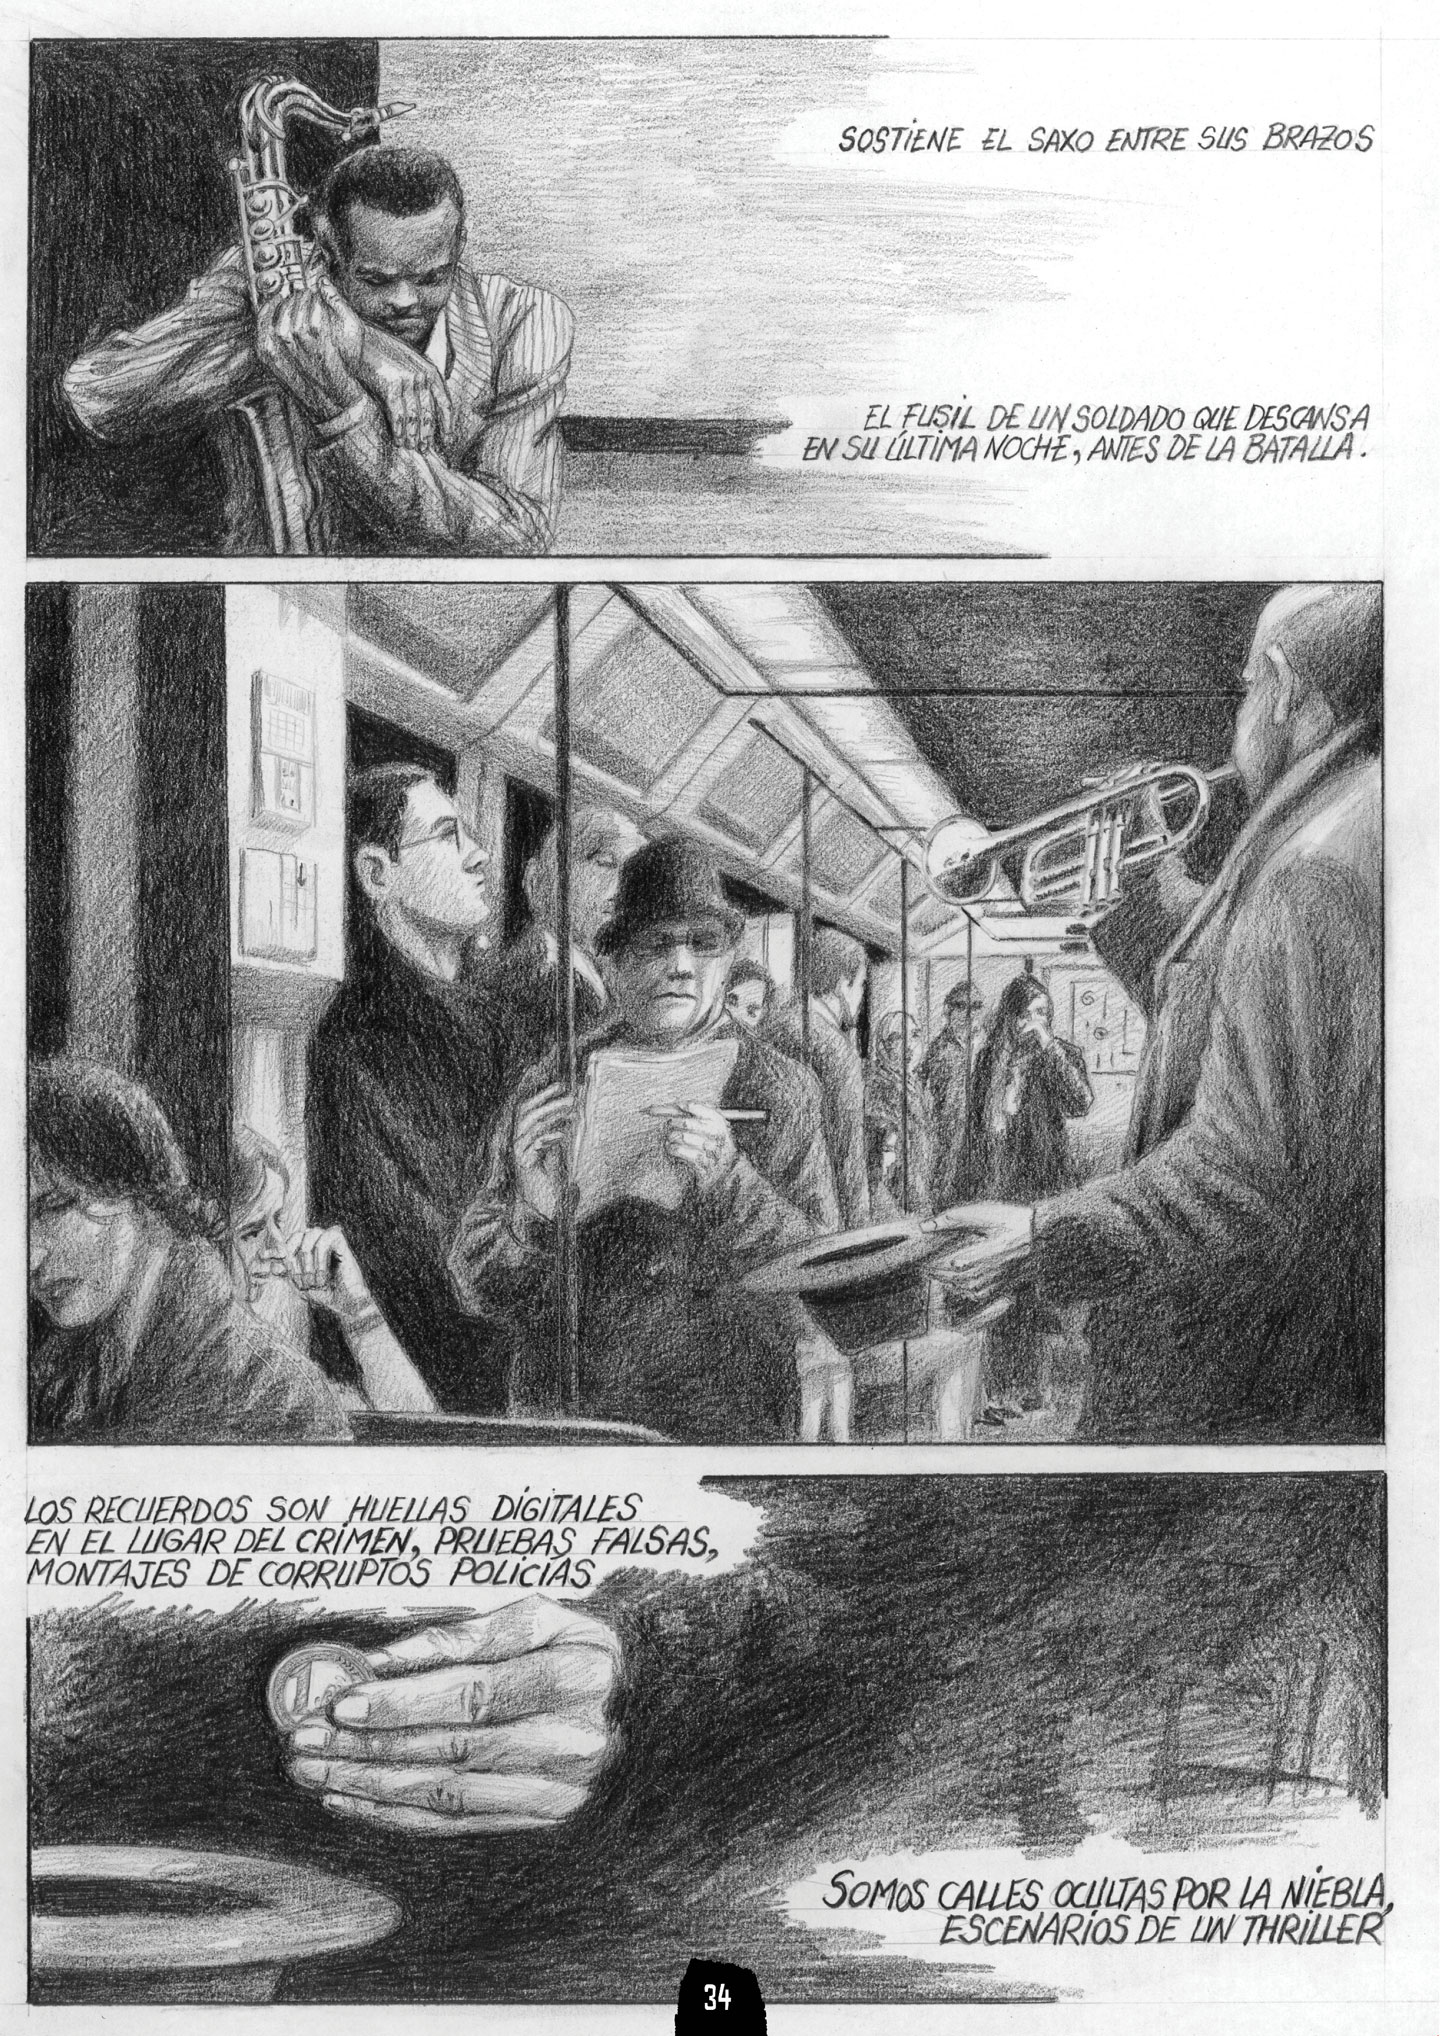 SOSTIENE EL SAXO ENTRE SUS BRAZOS
EL FUSIL DE UN SOLDADO QUE DESCANSA
EN SU ÚLTIMA NOCHE, ANTES DE LA BATALLA.
LOS RECUERDOS SON HUELLAS DIGITALES
EN EL LUGAR DEL CRIMEN, PRUEBAS FALSAS,
MONTAJES DE CORRUPTOS POLICÍAS
SOMOS CALLES OCULTAS POR LA NIEBLA,
ESCENARIOS DE UN THRILLER
34